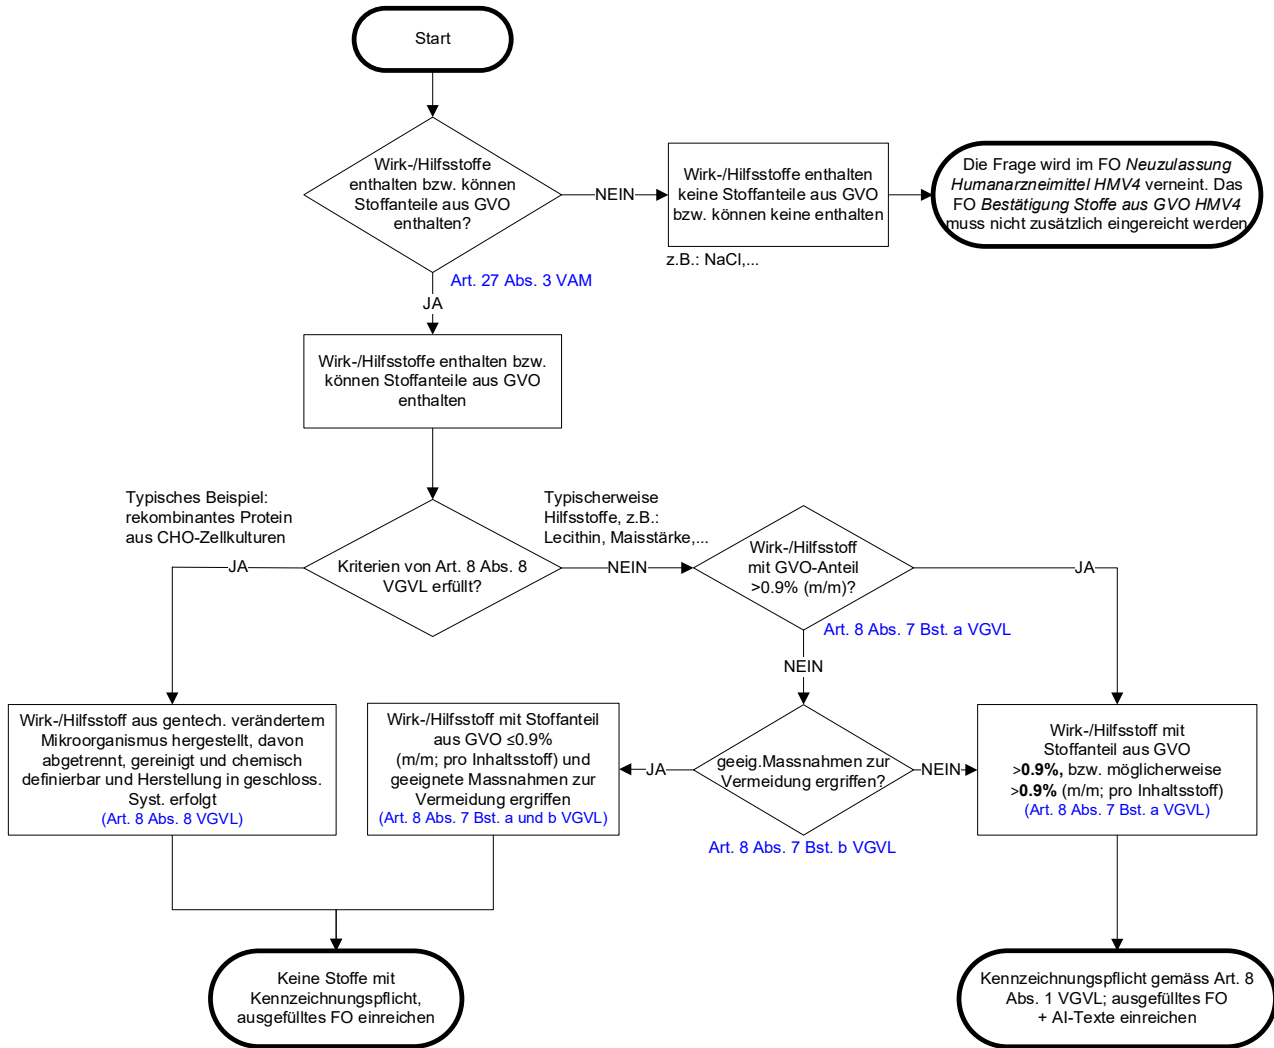 Start
Wirk-/Hilfsstoffe
enthalten bzw. können
Stoffanteile aus GVO
enthalten?
NEIN
Wirk-/Hilfsstoffe enthalten
keine Stoffanteile aus GVO
bzw. können keine enthalten
z.B.: NaCl,...
Die Frage wird im FO Neuzulassung
Humanarzneimittel HMV4 verneint. Das
FO Bestätigung Stoffe aus GVO HMV4
muss nicht zusätzlich eingereicht werden
Art. 27 Abs. 3 VAM
JA
Wirk-/Hilfsstoffe enthalten bzw.
können Stoffanteile aus GVO
enthalten
Typisches Beispiel:
rekombinantes Protein
aus CHO-Zellkulturen
JA
Kriterien von Art. 8 Abs. 8
VGVL erfüllt?
Typischerweise
Hilfsstoffe, z.B.:
Lecithin, Maisstärke,...
NEIN
Wirk-/Hilfsstoff
mit GVO-Anteil
>0.9% (m/m)?
JA
Art. 8 Abs. 7 Bst. a VGVL
NEIN
Wirk-/Hilfsstoff aus gentech. verändertem
Mikroorganismus hergestellt, davon
abgetrennt, gereinigt und chemisch
definierbar und Herstellung in geschloss.
Syst. erfolgt
(Art. 8 Abs. 8 VGVL)
Wirk-/Hilfsstoff mit Stoffanteil
aus GVO ≤0.9%
(m/m; pro Inhaltsstoff) und
geeignete Massnahmen zur
Vermeidung ergriffen
(Art. 8 Abs. 7 Bst. a und b VGVL)
JA
geeig.Massnahmen zur
Vermeidung ergriffen?
NEIN
Art. 8 Abs. 7 Bst. b VGVL
Wirk-/Hilfsstoff mit
Stoffanteil aus GVO
>0.9%, bzw. möglicherweise
>0.9% (m/m; pro Inhaltsstoff)
(Art. 8 Abs. 7 Bst. a VGVL)
Keine Stoffe mit
Kennzeichnungspflicht,
ausgefülltes FO einreichen
Kennzeichnungspflicht gemäss Art. 8
Abs. 1 VGVL; ausgefülltes FO
+ AI-Texte einreichen